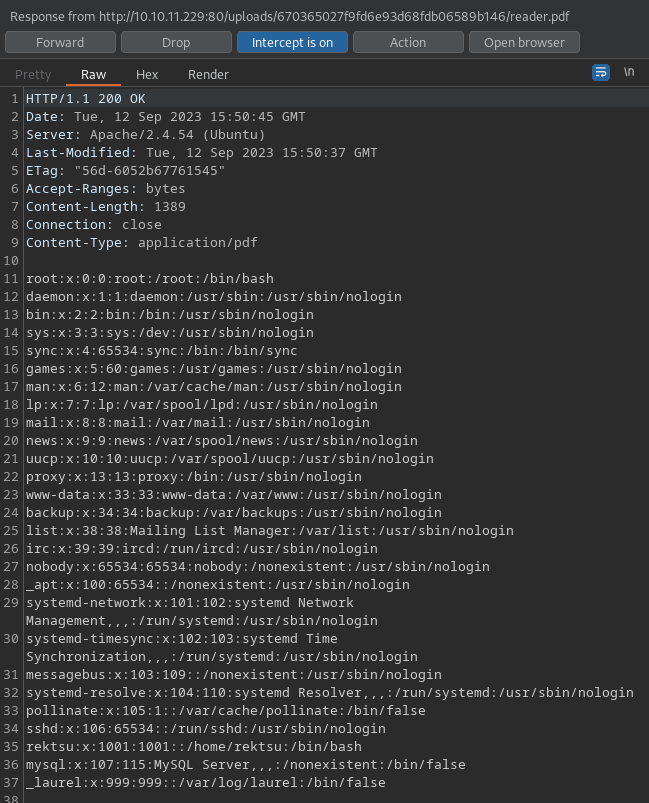 Response from http://10.10.11.229:80/uploads/670365027f9fd6e93d68fdb06589b146/reader.pdf
Forward Drop Intercept is on Action Open browser
Pretty Raw Hex Render \n
1 HTTP/1.1 200 OK
2 Date: Tue, 12 Sep 2023 15:50:45 GMT
3 Server: Apache/2.4.54 (Ubuntu)
4 Last-Modified: Tue, 12 Sep 2023 15:50:37 GMT
5 ETag: "56d-6052b67761545"
6 Accept-Ranges: bytes
7 Content-Length: 1389
8 Connection: close
9 Content-Type: application/pdf
10
11 root:x:0:0:root:/root:/bin/bash
12 daemon:x:1:1:daemon:/usr/sbin:/usr/sbin/nologin
13 bin:x:2:2:bin:/bin:/usr/sbin/nologin
14 sys:x:3:3:sys:/dev:/usr/sbin/nologin
15 sync:x:4:65534:sync:/bin:/bin/sync
16 games:x:5:60:games:/usr/games:/usr/sbin/nologin
17 man:x:6:12:man:/var/cache/man:/usr/sbin/nologin
18 lp:x:7:7:lp:/var/spool/lpd:/usr/sbin/nologin
19 mail:x:8:8:mail:/var/mail:/usr/sbin/nologin
20 news:x:9:9:news:/var/spool/news:/usr/sbin/nologin
21 uucp:x:10:10:uucp:/var/spool/uucp:/usr/sbin/nologin
22 proxy:x:13:13:proxy:/bin:/usr/sbin/nologin
23 www-data:x:33:33:www-data:/var/www:/usr/sbin/nologin
24 backup:x:34:34:backup:/var/backups:/usr/sbin/nologin
25 list:x:38:38:Mailing List Manager:/var/list:/usr/sbin/nologin
26 irc:x:39:39:ircd:/run/ircd:/usr/sbin/nologin
27 nobody:x:65534:65534:nobody:/nonexistent:/usr/sbin/nologin
28 _apt:x:100:65534::/nonexistent:/usr/sbin/nologin
29 systemd-network:x:101:102:systemd Network
Management,,,:/run/systemd:/usr/sbin/nologin
30 systemd-timesync:x:102:103:systemd Time
Synchronization,,,:/run/systemd:/usr/sbin/nologin
31 messagebus:x:103:109::/nonexistent:/usr/sbin/nologin
32 systemd-resolve:x:104:110:systemd Resolver,,,:/run/systemd:/usr/sbin/nologin
33 pollinate:x:105:1::/var/cache/pollinate:/bin/false
34 sshd:x:106:65534::/run/sshd:/usr/sbin/nologin
35 rektsu:x:1001:1001::/home/rektsu:/bin/bash
36 mysql:x:107:115:MySQL Server,,,:/nonexistent:/bin/false
37 _laurel:x:999:999::/var/log/laurel:/bin/false
38